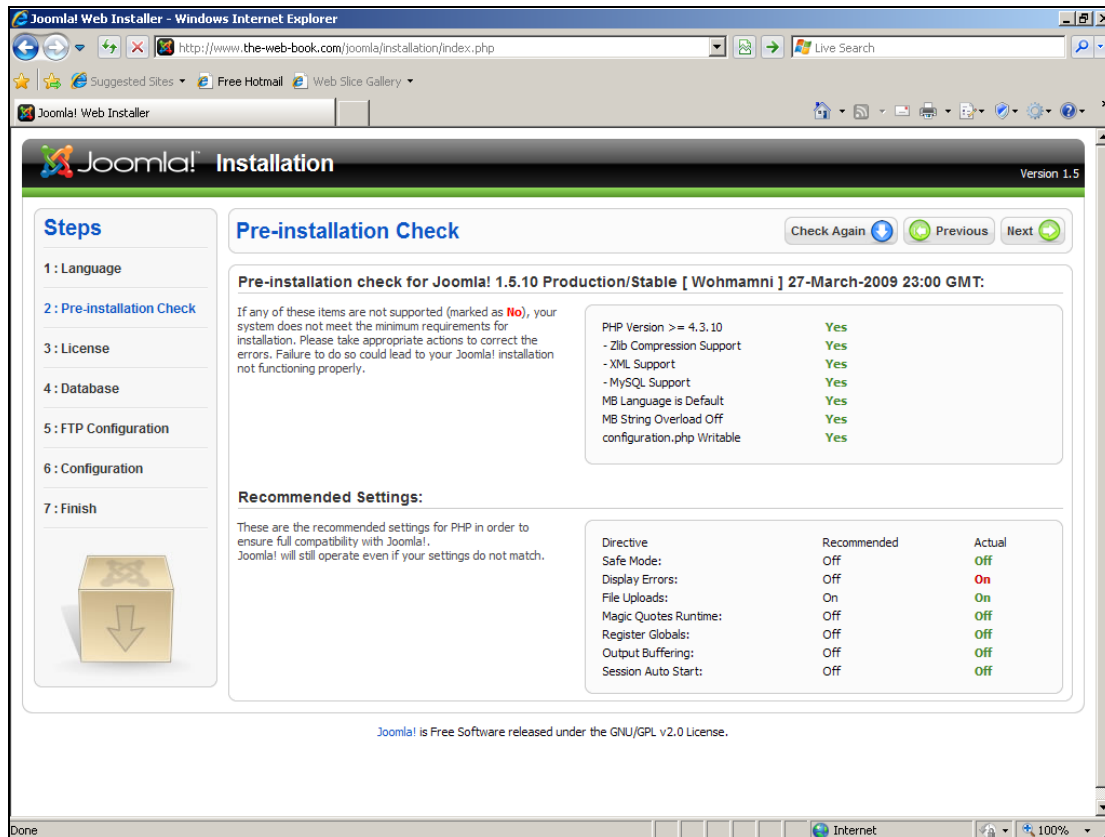 Joomla! Web Installer - Windows Internet Explorer
http://www.the-web-book.com/joomla/installation/index.php
Live Search
Suggested Sites
Free Hotmail
Web Slice Gallery
Joomla! Web Installer
Joomla!™ Installation
Version 1.5
Steps
1 : Language
2 : Pre-installation Check
3 : License
4 : Database
5 : FTP Configuration
6 : Configuration
7 : Finish
Pre-installation Check
Check Again
Previous
Next
Pre-installation check for Joomla! 1.5.10 Production/Stable [ Wohmamni ] 27-March-2009 23:00 GMT:
If any of these items are not supported (marked as No), your
system does not meet the minimum requirements for
installation. Please take appropriate actions to correct the
errors. Failure to do so could lead to your Joomla! installation
not functioning properly.
PHP Version >= 4.3.10 Yes
- Zlib Compression Support Yes
- XML Support Yes
- MySQL Support Yes
MB Language is Default Yes
MB String Overload Off Yes
configuration.php Writable Yes
Recommended Settings:
These are the recommended settings for PHP in order to
ensure full compatibility with Joomla!.
Joomla! will still operate even if your settings do not match.
Directive Recommended Actual
Safe Mode: Off Off
Display Errors: Off On
File Uploads: On On
Magic Quotes Runtime: Off Off
Register Globals: Off Off
Output Buffering: Off Off
Session Auto Start: Off Off
Joomla! is Free Software released under the GNU/GPL v2.0 License.
Done
Internet
100%